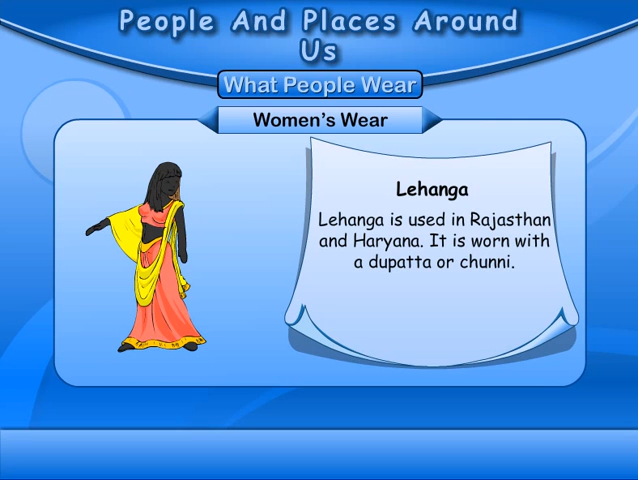 People And Places Around
Us
What People Wear
Women's Wear
Lehanga
Lehanga is used in Rajasthan
and Haryana. It is worn with
a dupatta or chunni.